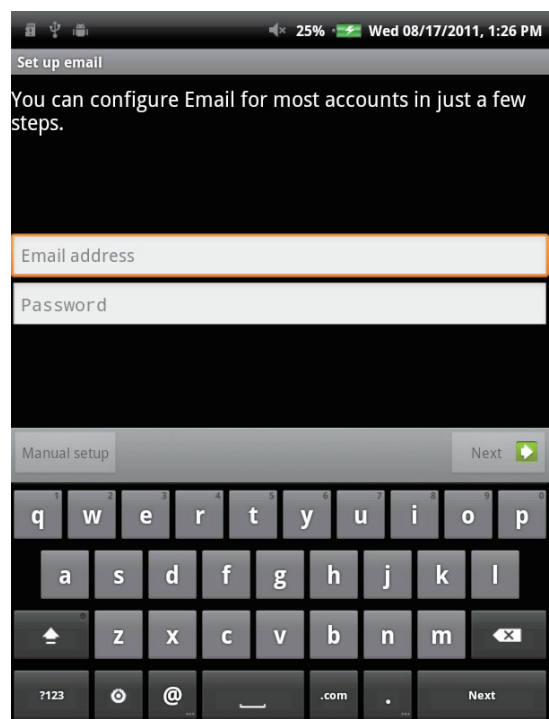 25% Wed 08/17/2011, 1:26 PM
Set up email
You can configure Email for most accounts in just a few
steps.
Email address
Password
Manual setup Next
1 2 3 4 5 6 7 8 9 0
q w e r t y u i o p
a s d f g h j k l
z x c v b n m
?123 @ ... .com . ... Next